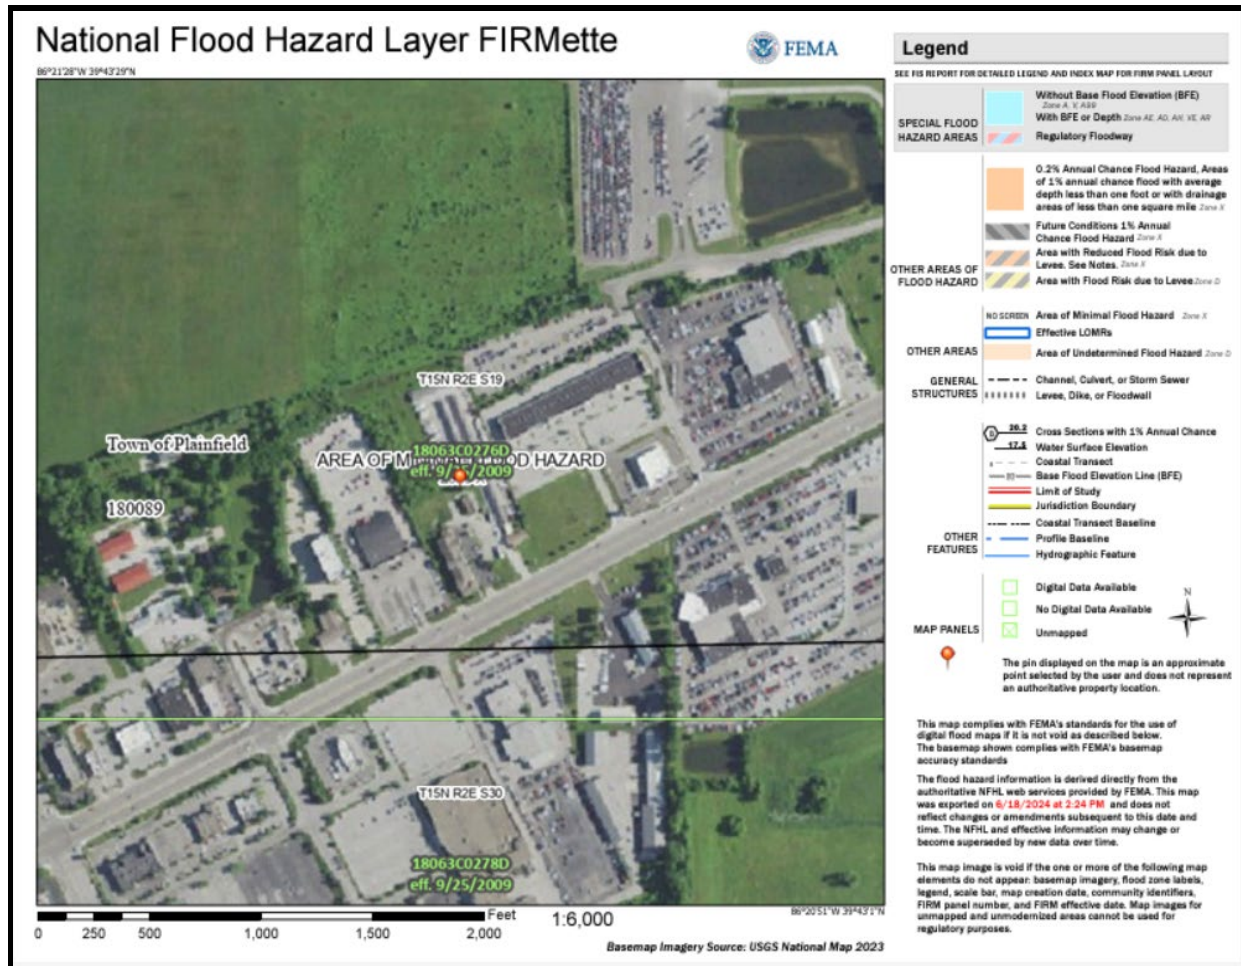 National Flood Hazard Layer FIRMette
FEMA
86°21'28"W 39°43'29"N
T15N R2E S19
Town of Plainfield
18063C0276D
AREA OF MINIMAL FLOOD HAZARD
eff. 9/25/2009
180089
T15N R2E S30
18063C0278D
eff. 9/25/2009
86°20'51"W 39°43'1"N
Feet
1:6,000
0 250 500 1,000 1,500 2,000
Basemap Imagery Source: USGS National Map 2023
Legend
SEE FIS REPORT FOR DETAILED LEGEND AND INDEX MAP FOR FIRM PANEL LAYOUT
SPECIAL FLOOD
HAZARD AREAS
Without Base Flood Elevation (BFE)
Zone A, V, A99
With BFE or Depth Zone AE, AO, AH, VE, AR
Regulatory Floodway
OTHER AREAS OF
FLOOD HAZARD
0.2% Annual Chance Flood Hazard, Areas
of 1% annual chance flood with average
depth less than one foot or with drainage
areas of less than one square mile Zone X
Future Conditions 1% Annual
Chance Flood Hazard Zone X
Area with Reduced Flood Risk due to
Levee. See Notes. Zone X
Area with Flood Risk due to Levee Zone D
OTHER AREAS
NO SCREEN Area of Minimal Flood Hazard Zone X
Effective LOMRs
Area of Undetermined Flood Hazard Zone D
GENERAL
STRUCTURES
Channel, Culvert, or Storm Sewer
Levee, Dike, or Floodwall
OTHER
FEATURES
B 20.2 Cross Sections with 1% Annual Chance
17.5 Water Surface Elevation
Coastal Transect
Base Flood Elevation Line (BFE)
Limit of Study
Jurisdiction Boundary
Coastal Transect Baseline
Profile Baseline
Hydrographic Feature
MAP PANELS
Digital Data Available
No Digital Data Available
Unmapped
N
The pin displayed on the map is an approximate
point selected by the user and does not represent
an authoritative property location.
This map complies with FEMA's standards for the use of
digital flood maps if it is not void as described below.
The basemap shown complies with FEMA's basemap
accuracy standards
The flood hazard information is derived directly from the
authoritative NFHL web services provided by FEMA. This map
was exported on 6/18/2024 at 2:24 PM and does not
reflect changes or amendments subsequent to this date and
time. The NFHL and effective information may change or
become superseded by new data over time.
This map image is void if the one or more of the following map
elements do not appear: basemap imagery, flood zone labels,
legend, scale bar, map creation date, community identifiers,
FIRM panel number, and FIRM effective date. Map images for
unmapped and unmodernized areas cannot be used for
regulatory purposes.